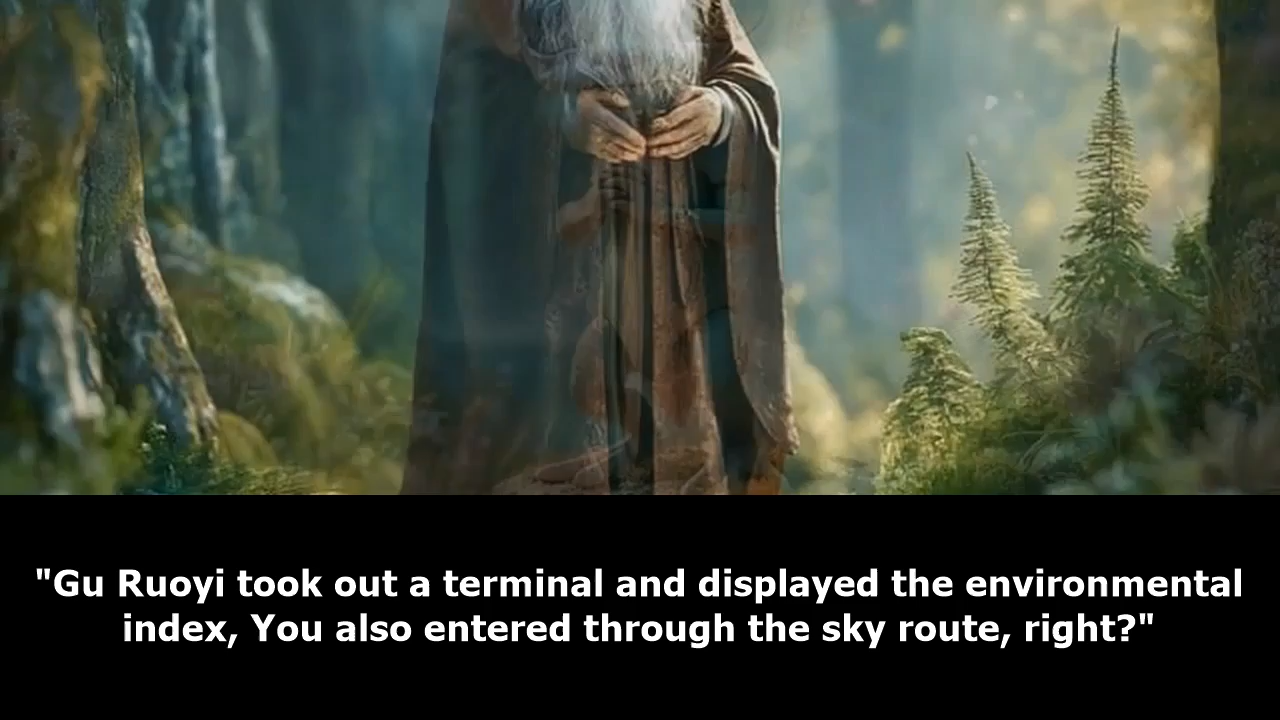 "Gu Ruoyi took out a terminal and displayed the environmental
index, You also entered through the sky route, right?"